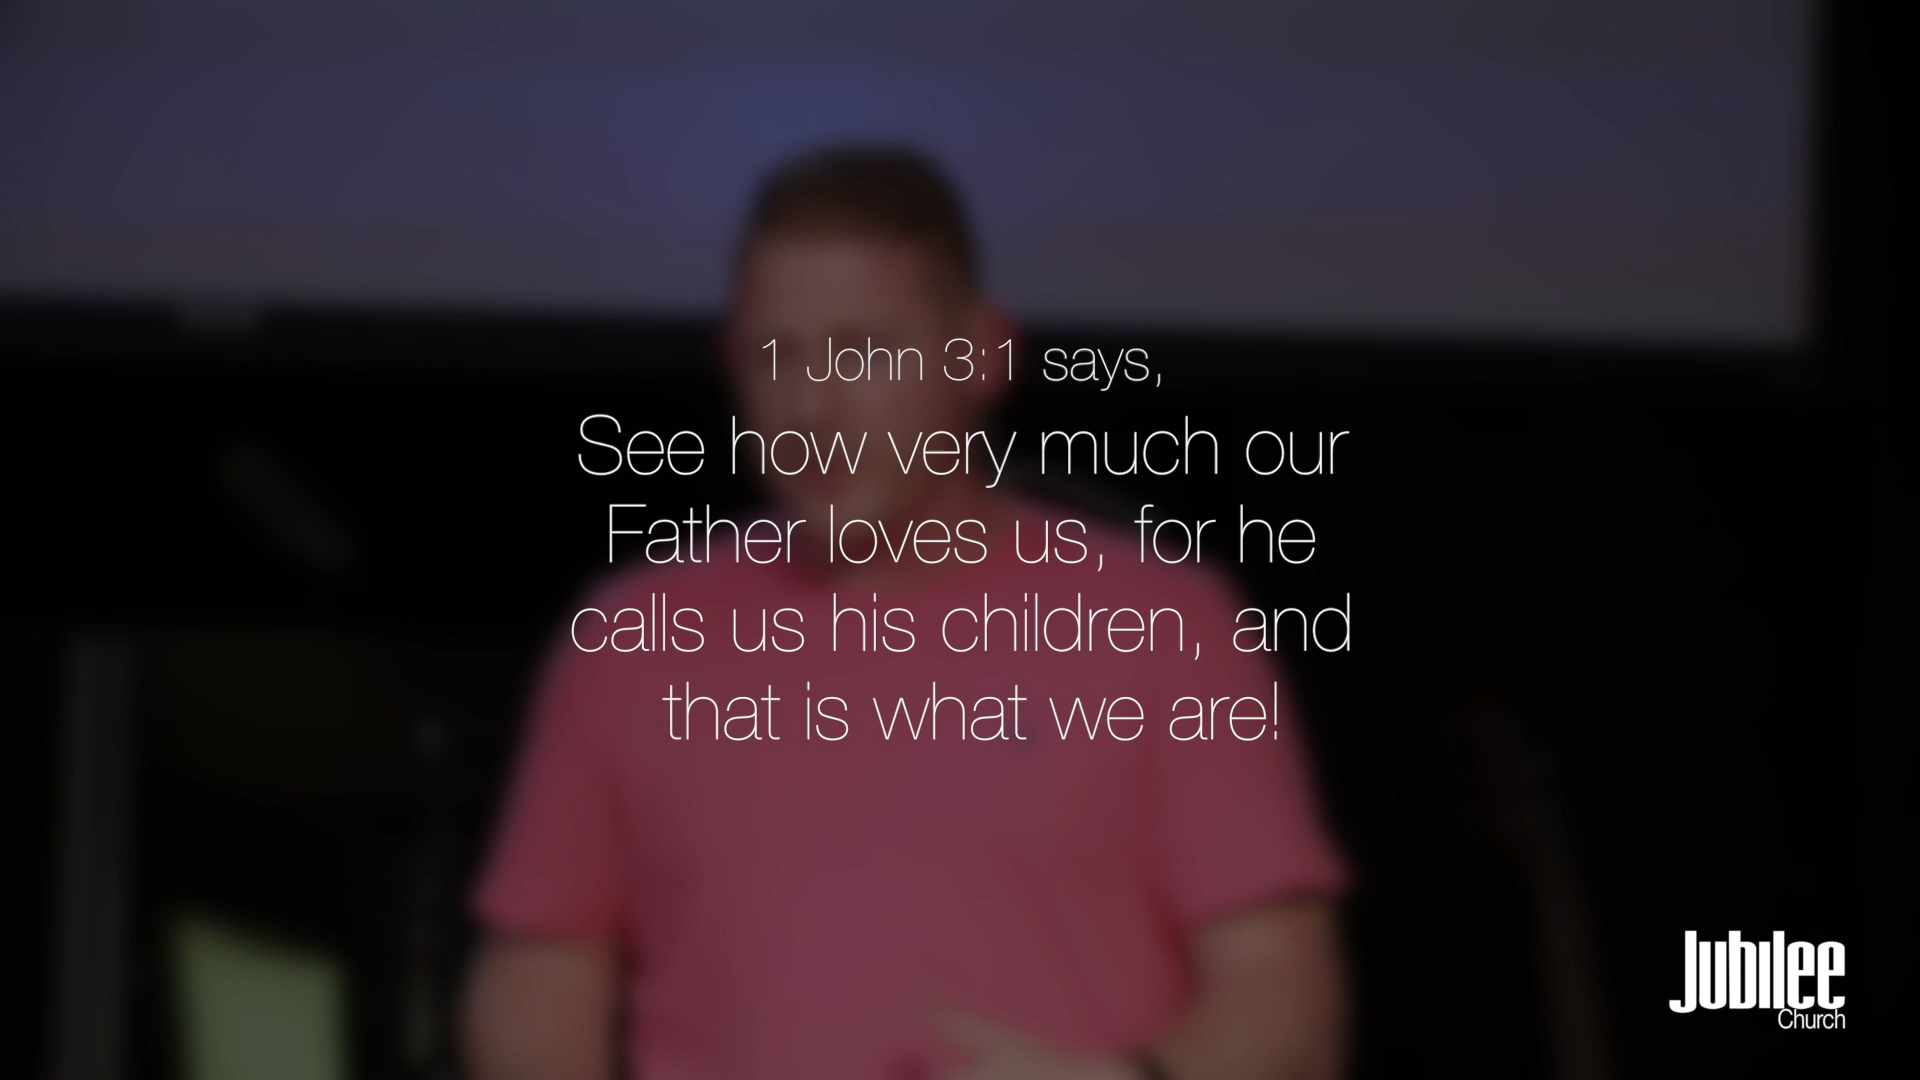 1 John 3:1 says,
See how very much our
Father loves us, for he
calls us his children, and
that is what we are!
Jubilee
Church